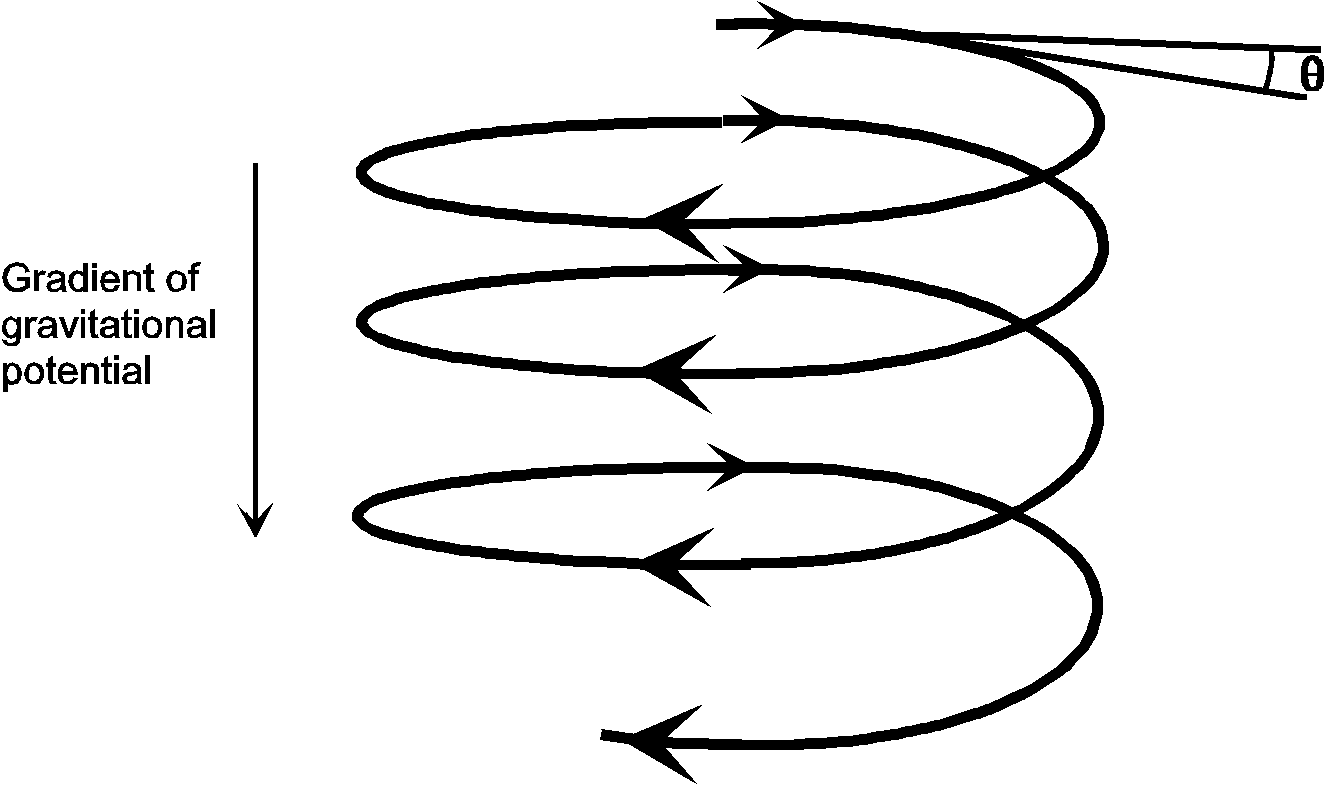 θ
Gradient of
gravitational
potential